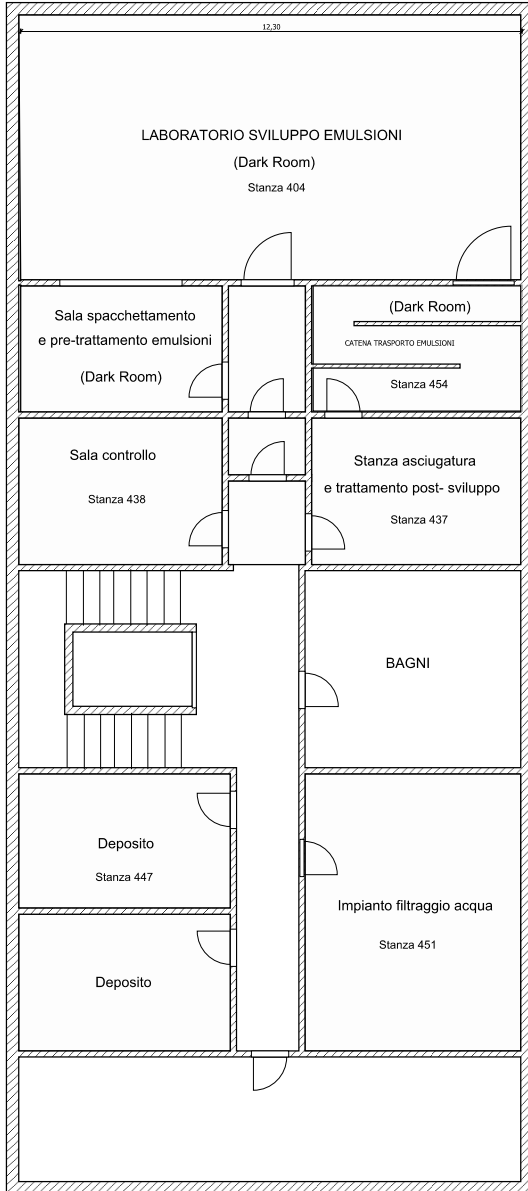 12,30
LABORATORIO SVILUPPO EMULSIONI
(Dark Room)
Stanza 404
Sala spacchettamento
e pre-trattamento emulsioni
(Dark Room)
(Dark Room)
CATENA TRASPORTO EMULSIONI
Stanza 454
Sala controllo
Stanza 438
Stanza asciugatura
e trattamento post- sviluppo
Stanza 437
BAGNI
Deposito
Stanza 447
Impianto filtraggio acqua
Stanza 451
Deposito